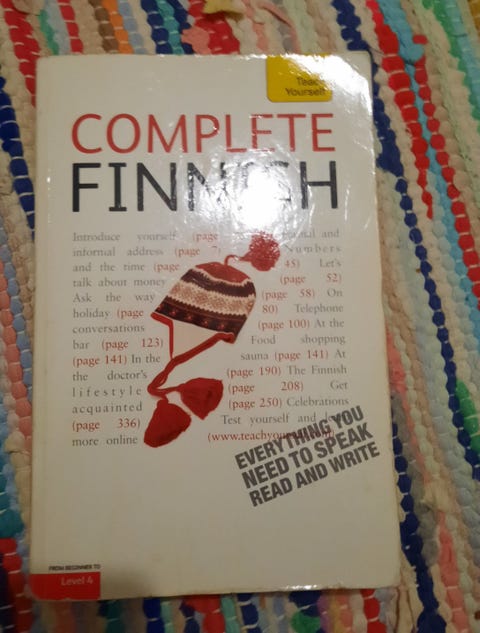 Teach
Yourself
COMPLETE
FINNISH
Introduce yourself (page and
informal address (page 7) Numbers
and the time (page 45) Let's
talk about money (page 52)
Ask the way (page 58) On
holiday (page 80) Telephone
conversations (page 100) At the
bar (page 123) Food shopping
(page 141) In the sauna (page 141) At
the doctor's (page 190) The Finnish
lifestyle (page 208) Get
acquainted (page 250) Celebrations
(page 336) Test yourself and
more online (www.teachyourself
EVERYTHING YOU
NEED TO SPEAK
READ AND WRITE
FROM BEGINNER TO
Level 4